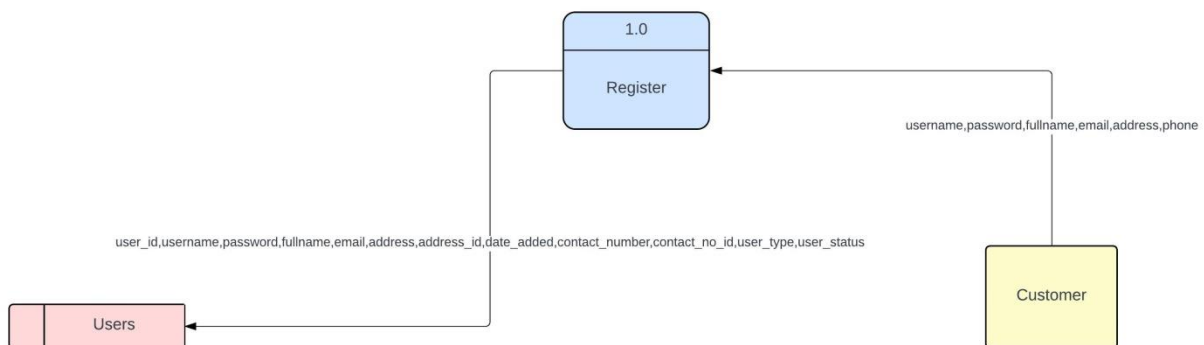 1.0
Register
username,password,fullname,email,address,phone
user_id,username,password,fullname,email,address,address_id,date_added,contact_number,contact_no_id,user_type,user_status
Customer
Users